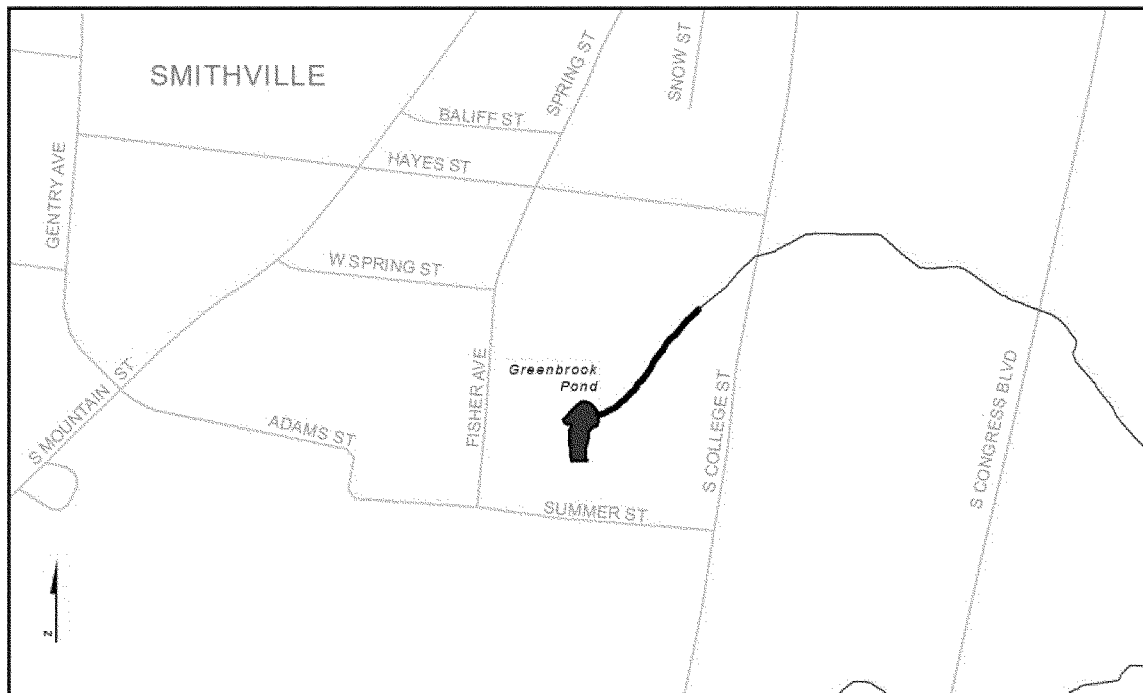 SPRING ST
SNOW ST
SMITHVILLE
BALIFF ST
HAYES ST
GENTRY AVE
W SPRING ST
Greenbrook
Pond
S MOUNTAIN ST
FISHER AVE
ADAMS ST
S COLLEGE ST
S CONGRESS BLVD
SUMMER ST
N